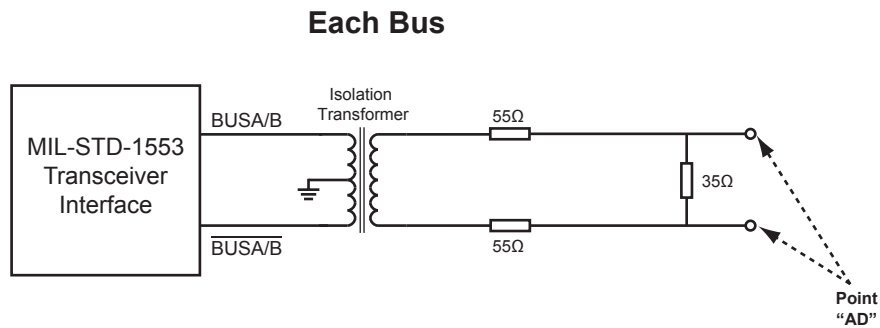 Each Bus
Isolation
Transformer
BUSA/B
55Ω
MIL-STD-1553
Transceiver
Interface
35Ω
BUSA/B
55Ω
Point
“AD”